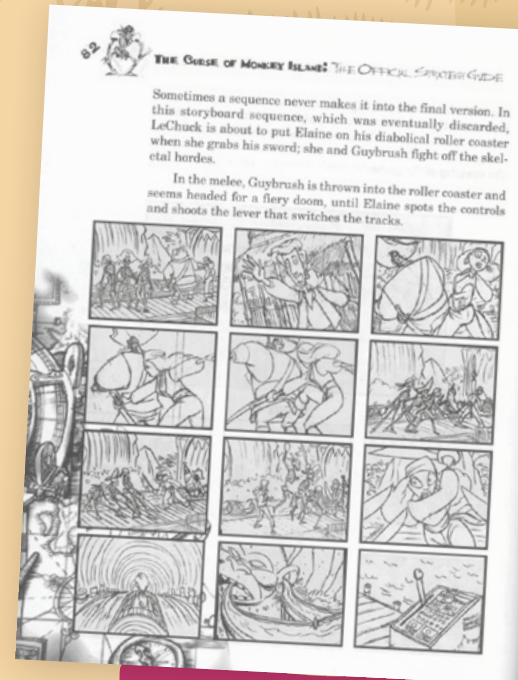 82
THE CURSE OF MONKEY ISLAND: THE OFFICIAL STRATEGY GUIDE
Sometimes a sequence never makes it into the final version. In
this storyboard sequence, which was eventually discarded,
LeChuck is about to put Elaine on his diabolical roller coaster
when she grabs his sword; she and Guybrush fight off the skel-
etal hordes.
In the melee, Guybrush is thrown into the roller coaster and
seems headed for a fiery doom, until Elaine spots the controls
and shoots the lever that switches the tracks.